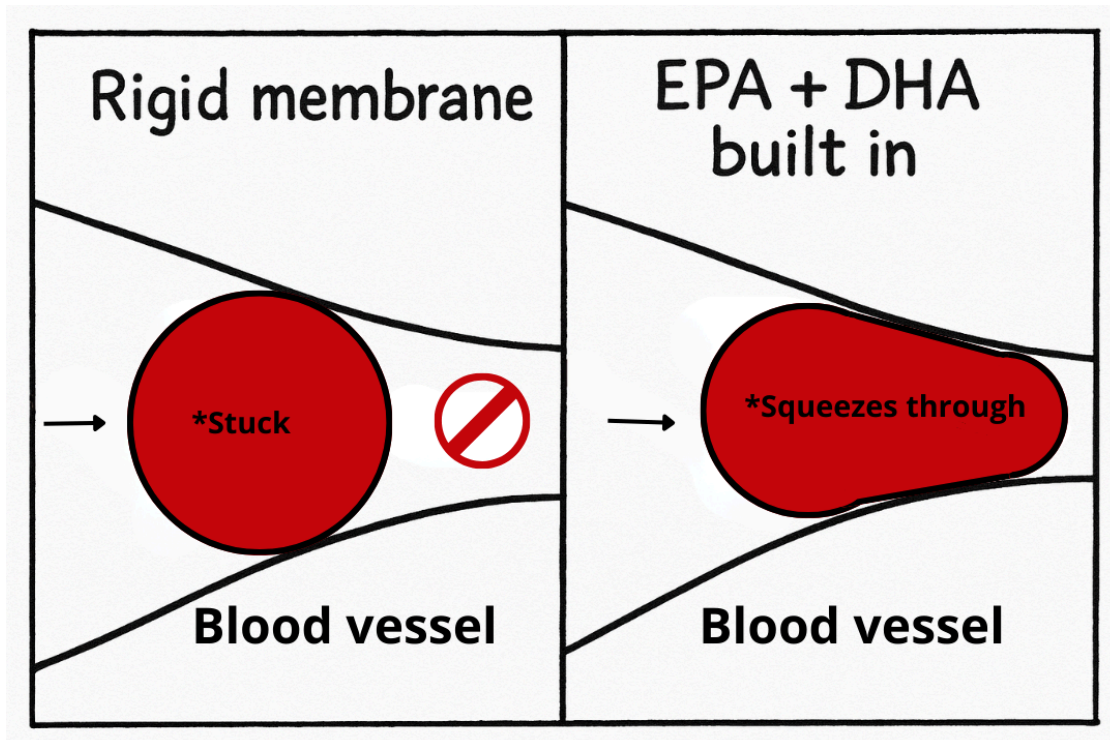 Rigid membrane
*Stuck
Blood vessel
EPA + DHA
built in
*Squeezes through
Blood vessel